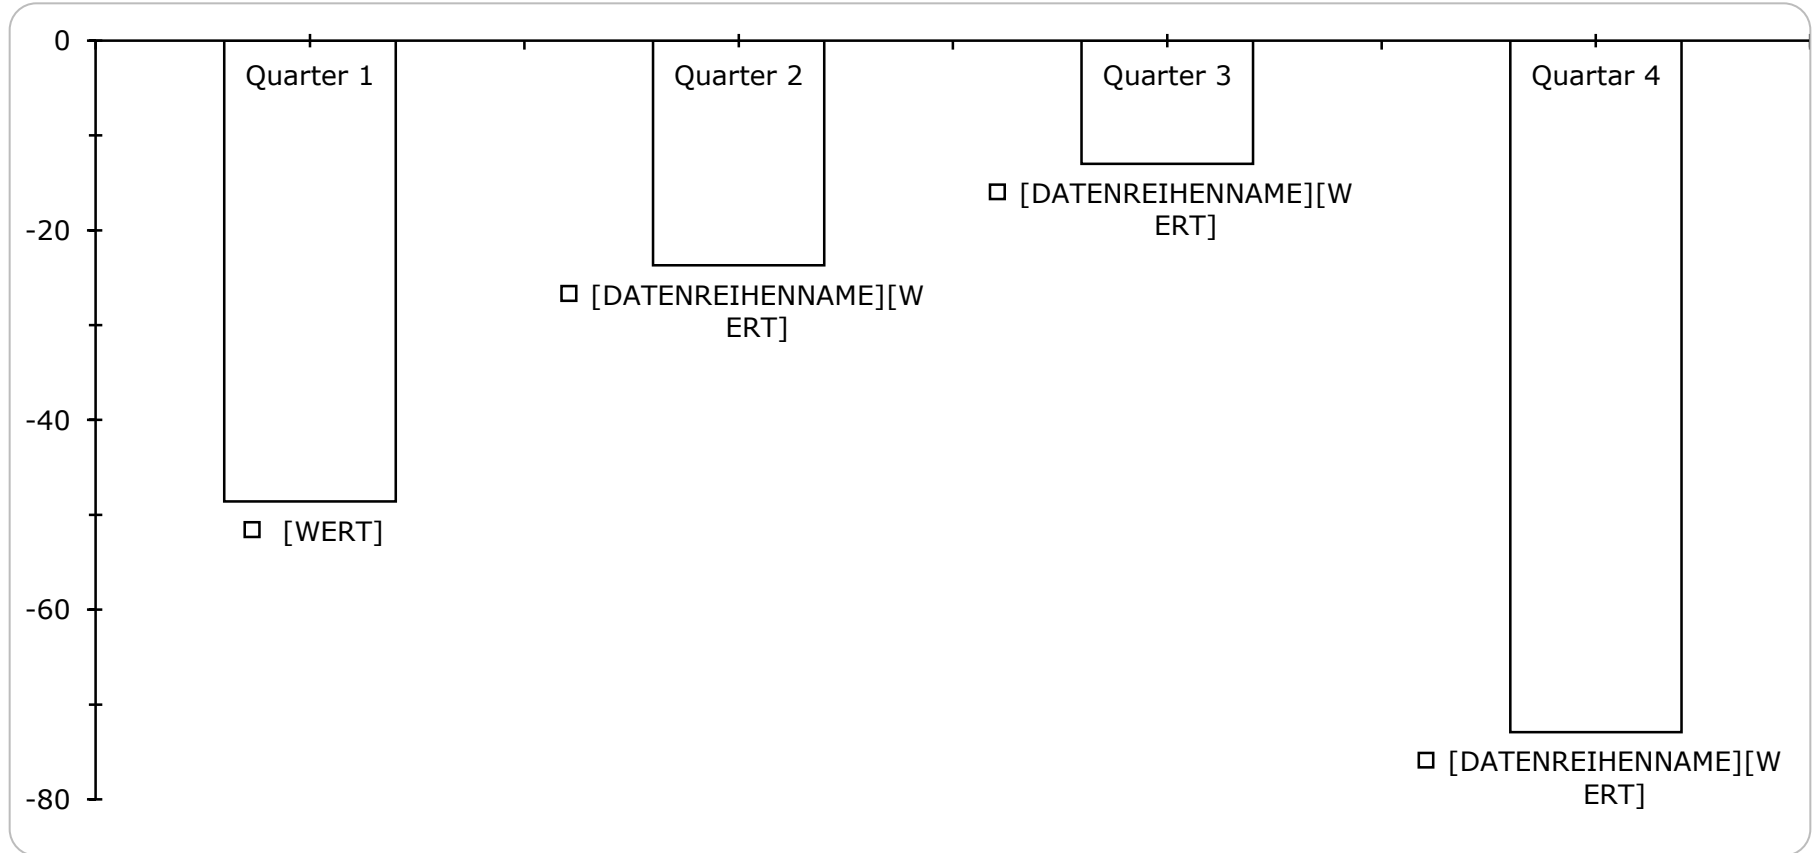 0
Quarter 1
Quarter 2
Quarter 3
Quartar 4
[DATENREIHENNAME][W
ERT]
-20
[DATENREIHENNAME][W
ERT]
-40
[WERT]
-60
[DATENREIHENNAME][W
ERT]
-80